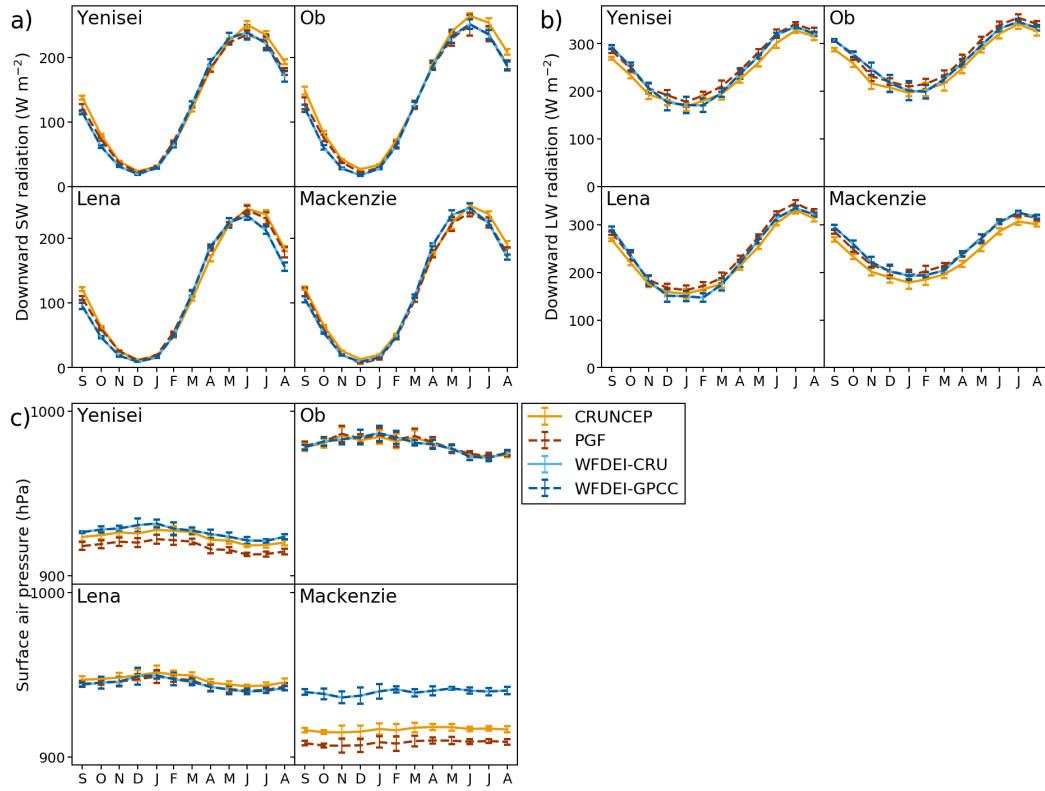 a)
Yenisei
Ob
200
100
0
Lena
Mackenzie
200
100
0
Downward SW radiation (W m⁻²)
S O N D J F M A M J J A
S O N D J F M A M J J A
b)
Yenisei
Ob
300
200
100
0
Lena
Mackenzie
300
200
100
0
Downward LW radiation (W m⁻²)
S O N D J F M A M J J A
S O N D J F M A M J J A
c)
1000
Yenisei
Ob
900
1000
Lena
Mackenzie
900
Surface air pressure (hPa)
S O N D J F M A M J J A
S O N D J F M A M J J A
CRUNCEP
PGF
WFDEI-CRU
WFDEI-GPCC